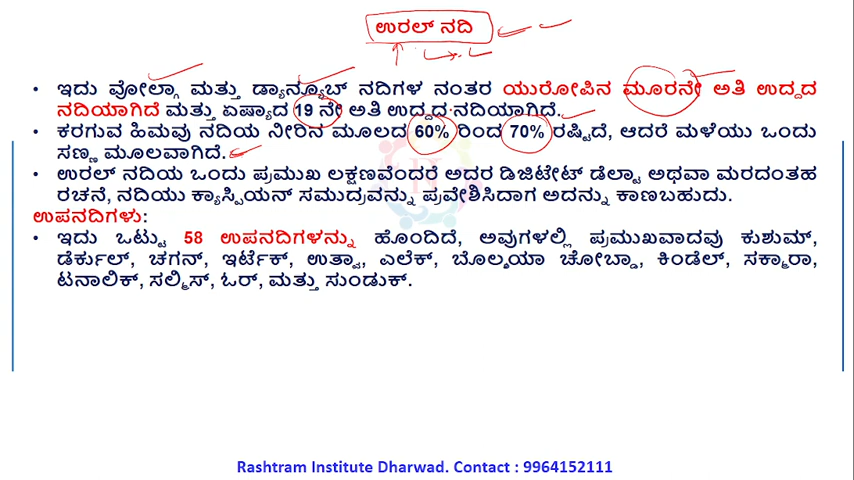 ಉರಲ್ ನದಿ
• ಇದು ವೋಲ್ಗಾ ಮತ್ತು ಡ್ಯಾನ್ಯೂಬ್ ನದಿಗಳ ನಂತರ ಯುರೋಪಿನ ಮೂರನೇ ಅತಿ ಉದ್ದದ
ನದಿಯಾಗಿದೆ ಮತ್ತು ಏಷ್ಯಾದ 19 ನೇ ಅತಿ ಉದ್ದದ ನದಿಯಾಗಿದೆ.
• ಕರಗುವ ಹಿಮವು ನದಿಯ ನೀರಿನ ಮೂಲದ 60% ರಿಂದ 70% ರಷ್ಟಿದೆ, ಆದರೆ ಮಳೆಯು ಒಂದು
ಸಣ್ಣ ಮೂಲವಾಗಿದೆ.
• ಉರಲ್ ನದಿಯ ಒಂದು ಪ್ರಮುಖ ಲಕ್ಷಣವೆಂದರೆ ಅದರ ಡಿಜಿಟೇಟ್ ಡೆಲ್ಟಾ ಅಥವಾ ಮರದಂತಹ
ರಚನೆ, ನದಿಯು ಕ್ಯಾಸ್ಪಿಯನ್ ಸಮುದ್ರವನ್ನು ಪ್ರವೇಶಿಸಿದಾಗ ಅದನ್ನು ಕಾಣಬಹುದು.
ಉಪನದಿಗಳು:
• ಇದು ಒಟ್ಟು 58 ಉಪನದಿಗಳನ್ನು ಹೊಂದಿದೆ, ಅವುಗಳಲ್ಲಿ ಪ್ರಮುಖವಾದವು ಕುಶುಮ್,
ಡೆರ್ಕುಲ್, ಚಗನ್, ಇರ್ಟೆಕ್, ಉತ್ವಾ, ಎಲೆಕ್, ಬೊಲ್ಶಯಾ ಚೋಬ್ಡಾ, ಕಿಂಡೆಲ್, ಸಕ್ಮಾರಾ,
ಟನಾಲಿಕ್, ಸಲ್ಮಿಸ್, ಓರ್, ಮತ್ತು ಸುಂಡುಕ್.
Rashtram Institute Dharwad. Contact : 9964152111